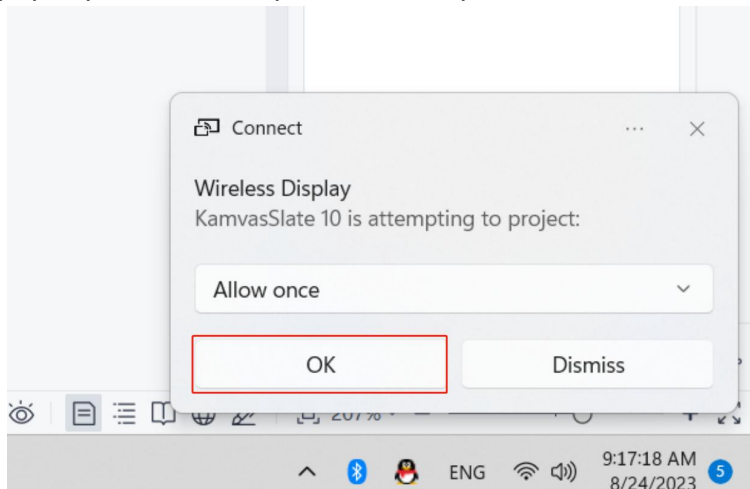 Connect
Wireless Display
KamvasSlate 10 is attempting to project:
Allow once
OK Dismiss
207%
ENG 9:17:18 AM 5
8/24/2023